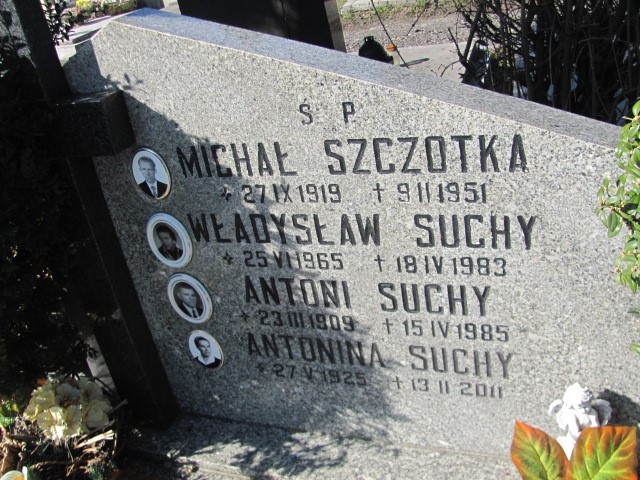 Ś P
MICHAŁ SZCZOTKA
* 27 IX 1919 † 9 II 1951
WŁADYSŁAW SUCHY
* 25 VI 1965 † 18 IV 1983
ANTONI SUCHY
* 23 III 1909 † 15 IV 1985
ANTONINA SUCHY
* 27 V 1925 † 13 II 2011